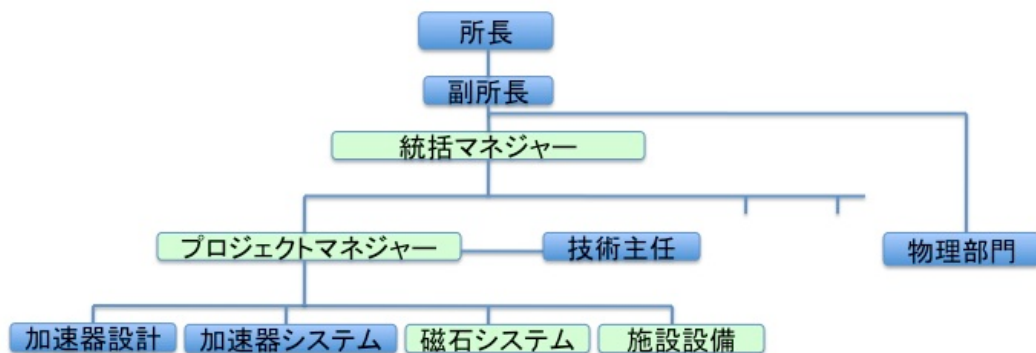 所長
副所長
統括マネジャー
プロジェクトマネジャー
技術主任
物理部門
加速器設計
加速器システム
磁石システム
施設設備